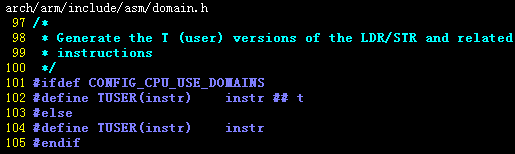 arch/arm/include/asm/domain.h
97 /*
98  * Generate the T (user) versions of the LDR/STR and related
99  * instructions
100  */
101 #ifdef CONFIG_CPU_USE_DOMAINS
102 #define TUSER(instr)    instr ## t
103 #else
104 #define TUSER(instr)    instr
105 #endif